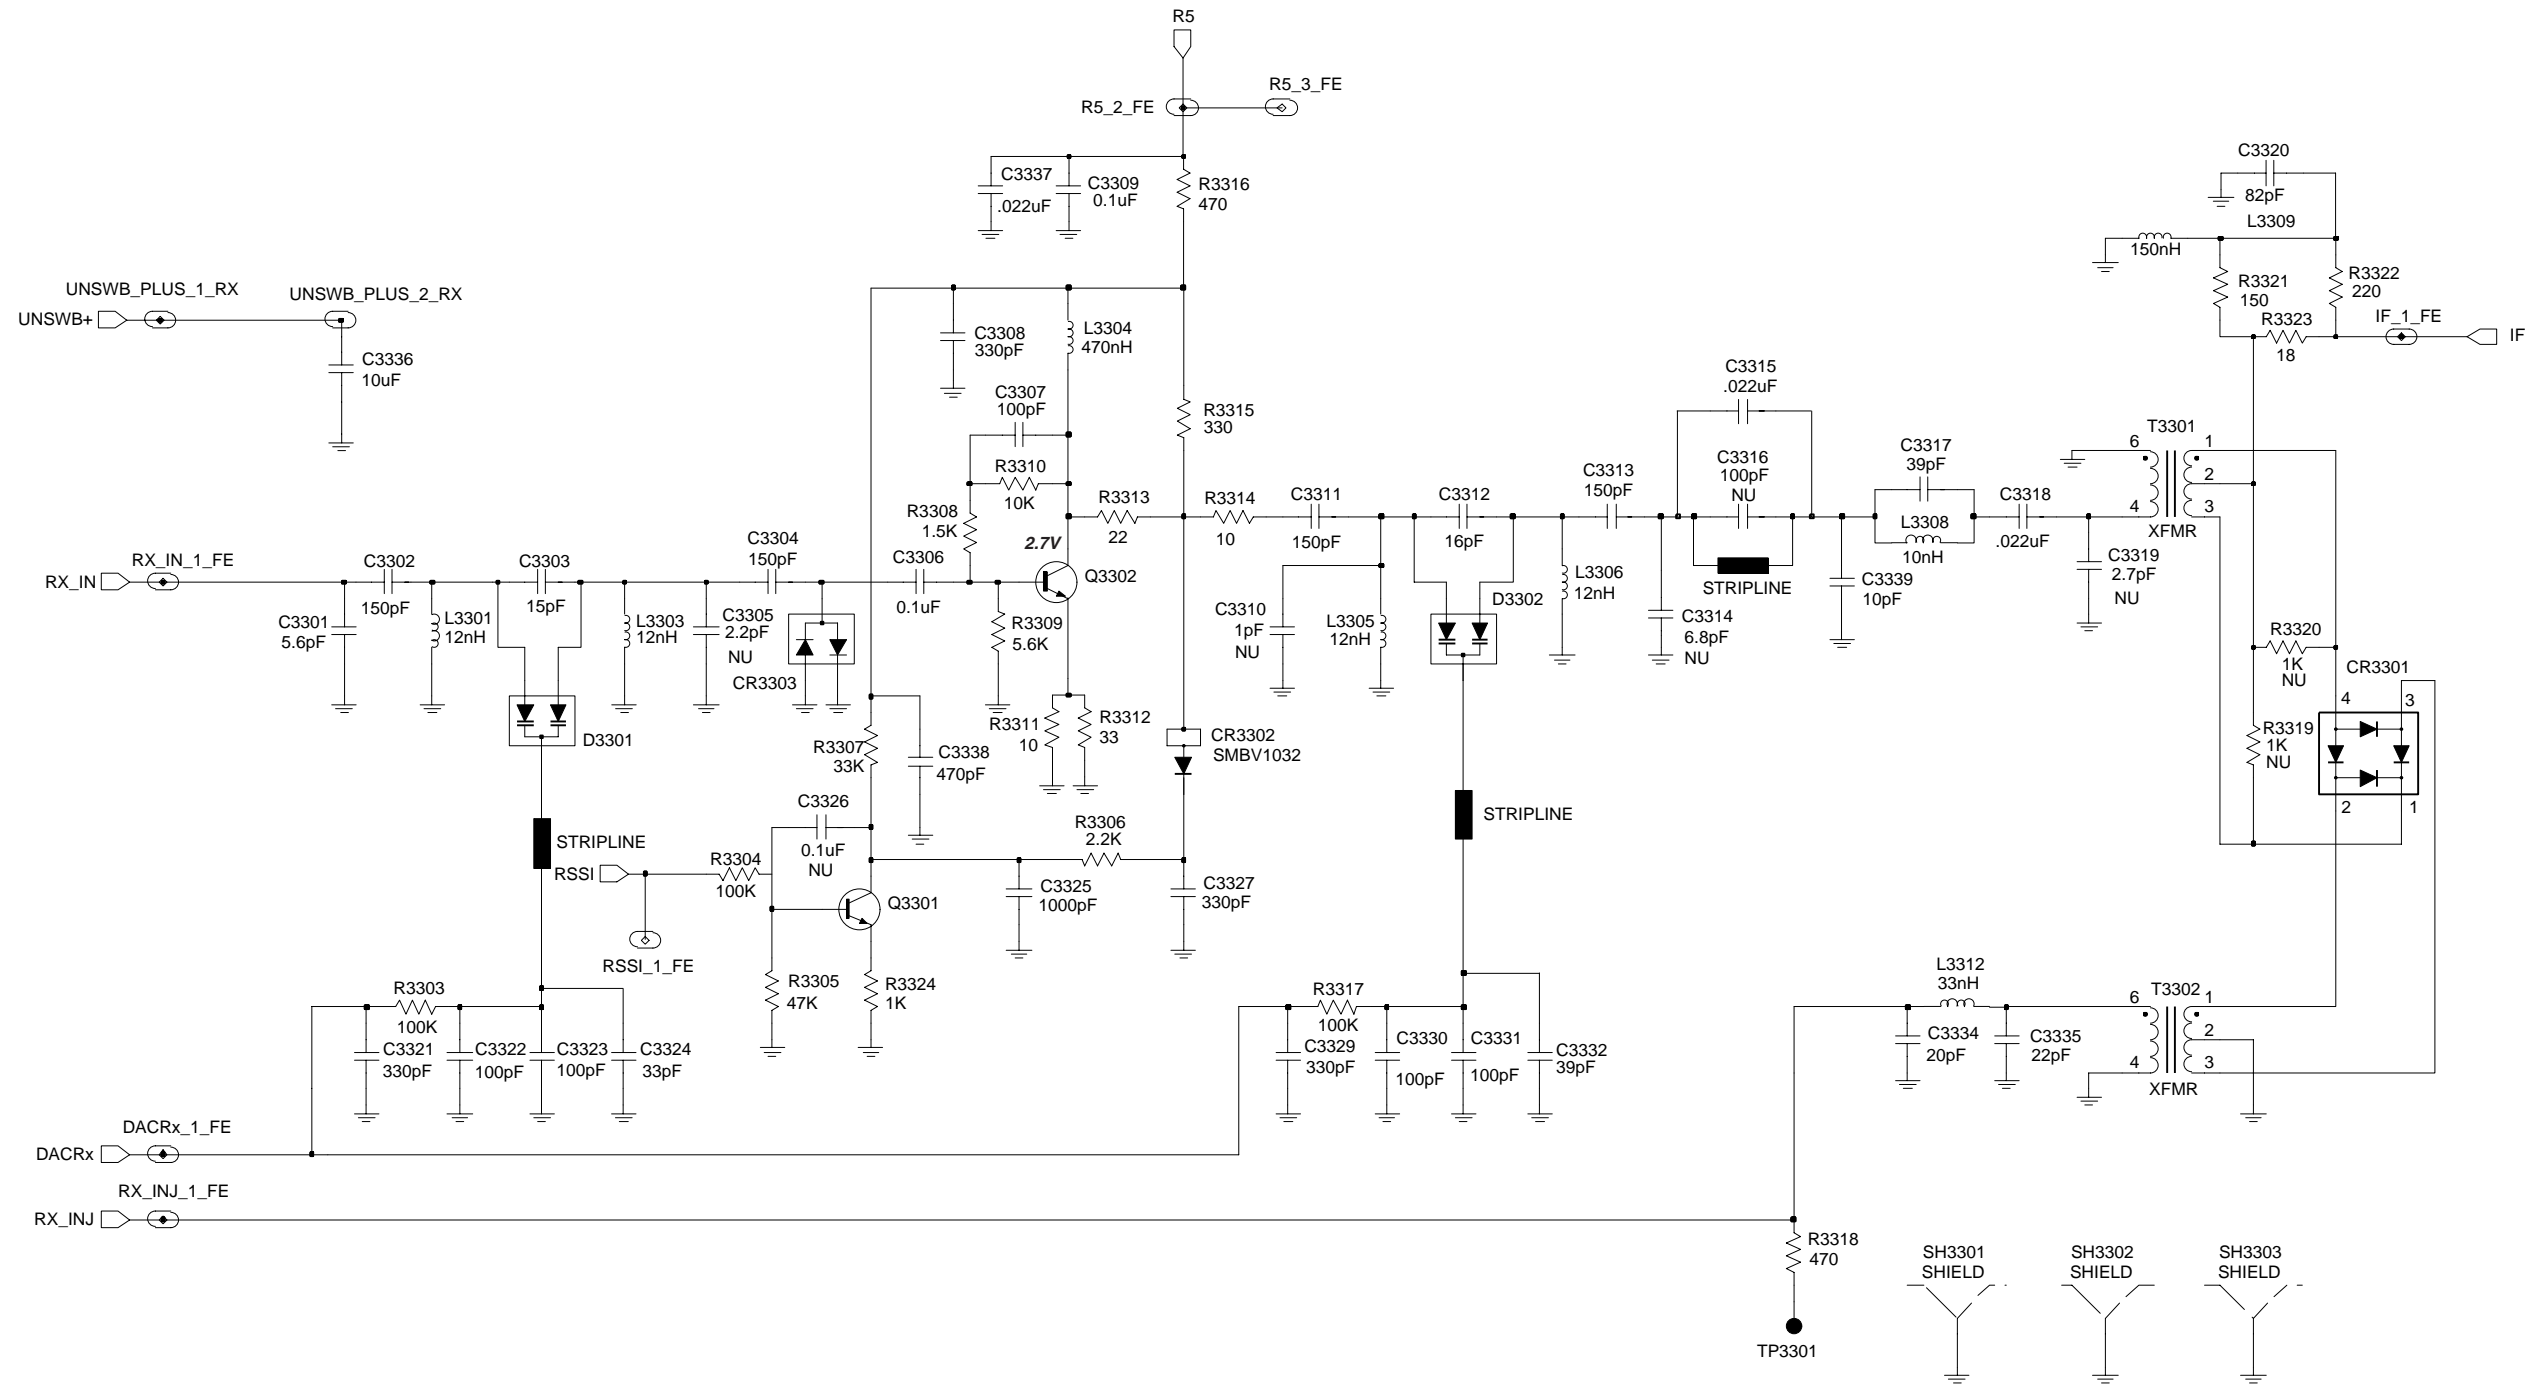 R5
R5_2_FE
R5_3_FE
C3337
.022uF
C3309
0.1uF
R3316
470
C3320
82pF
L3309
150nH
R3321
150
R3322
220
R3323
18
IF_1_FE
IF
UNSWB_PLUS_1_RX
UNSWB_PLUS_2_RX
UNSWB+
C3336
10uF
C3308
330pF
L3304
470nH
C3307
100pF
R3310
10K
R3308
1.5K
2.7V
Q3302
R3315
330
R3313
22
R3314
10
C3311
150pF
C3312
16pF
C3313
150pF
C3315
.022uF
C3316
100pF
NU
STRIPLINE
C3317
39pF
L3308
10nH
C3318
.022uF
T3301
6
4
1
2
3
XFMR
C3319
2.7pF
NU
RX_IN_1_FE
RX_IN
C3302
150pF
C3303
15pF
C3304
150pF
C3306
0.1uF
C3301
5.6pF
L3301
12nH
L3303
12nH
C3305
2.2pF
NU
CR3303
R3309
5.6K
R3311
10
R3312
33
C3310
1pF
NU
L3305
12nH
D3302
L3306
12nH
C3314
6.8pF
NU
C3339
10pF
R3320
1K
NU
CR3301
4
3
2
1
R3319
1K
NU
D3301
STRIPLINE
R3307
33K
C3338
470pF
CR3302
SMBV1032
STRIPLINE
C3326
0.1uF
NU
R3306
2.2K
R3304
100K
RSSI
RSSI_1_FE
Q3301
C3325
1000pF
C3327
330pF
R3305
47K
R3324
1K
R3303
100K
C3321
330pF
C3322
100pF
C3323
100pF
C3324
33pF
R3317
100K
C3329
330pF
C3330
100pF
C3331
100pF
C3332
39pF
L3312
33nH
C3334
20pF
C3335
22pF
T3302
6
4
1
2
3
XFMR
DACRx_1_FE
DACRx
RX_INJ_1_FE
RX_INJ
R3318
470
TP3301
SH3301
SHIELD
SH3302
SHIELD
SH3303
SHIELD